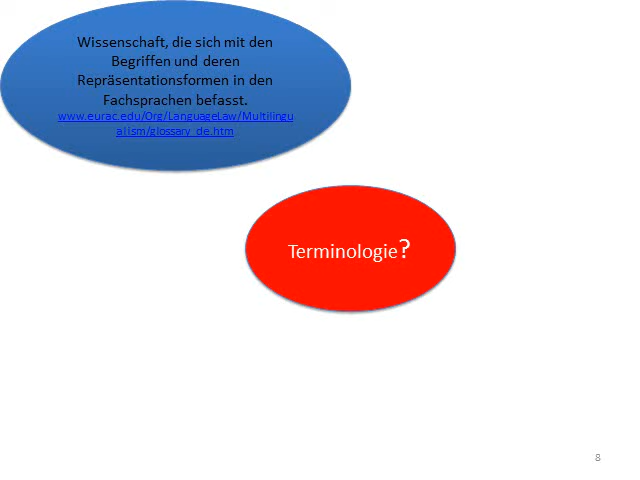 Wissenschaft, die sich mit den
Begriffen und deren
Repräsentationsformen in den
Fachsprachen befasst.
www.eurac.edu/Org/LanguageLaw/Multilingu
alism/glossary_de.htm
Terminologie?
8